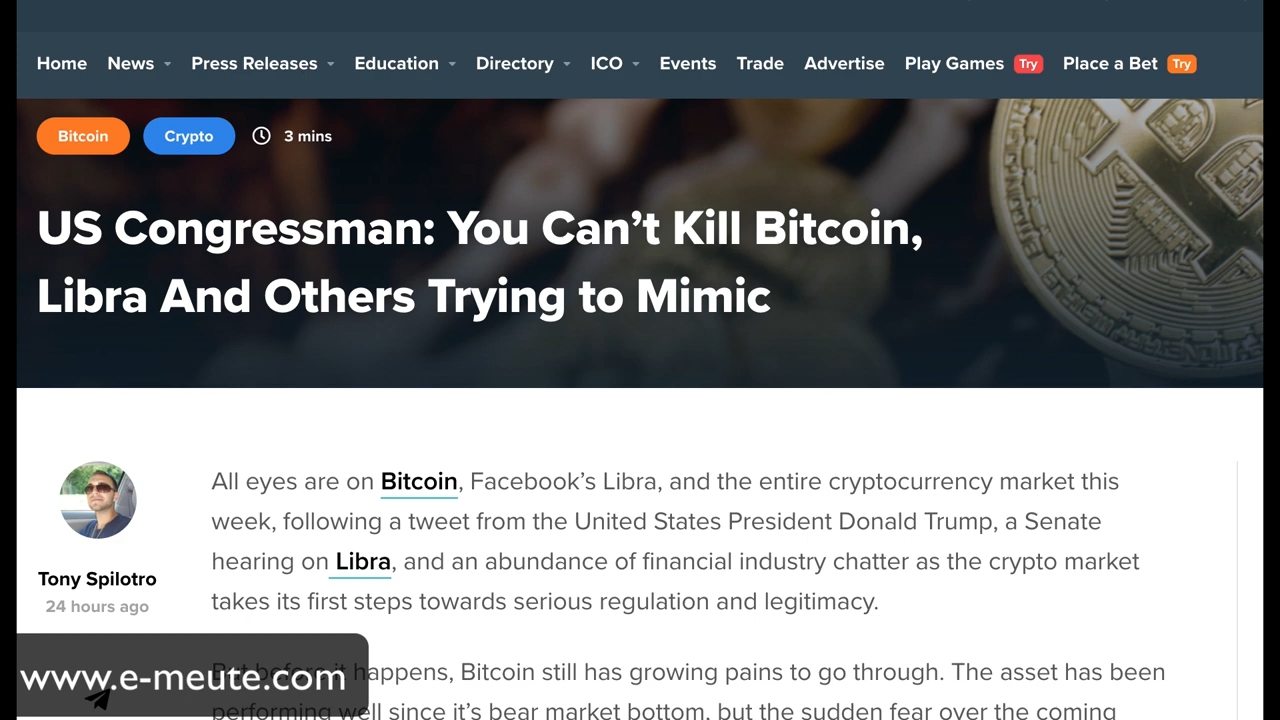 Home News Press Releases Education Directory ICO Events Trade Advertise Play Games Try Place a Bet Try
Bitcoin Crypto 3 mins
US Congressman: You Can’t Kill Bitcoin,
Libra And Others Trying to Mimic
All eyes are on Bitcoin, Facebook’s Libra, and the entire cryptocurrency market this
week, following a tweet from the United States President Donald Trump, a Senate
hearing on Libra, and an abundance of financial industry chatter as the crypto market
takes its first steps towards serious regulation and legitimacy.
Tony Spilotro
24 hours ago
But before it happens, Bitcoin still has growing pains to go through. The asset has been
performing well since it’s bear market bottom, but the sudden fear over the coming
www.e-meute.com